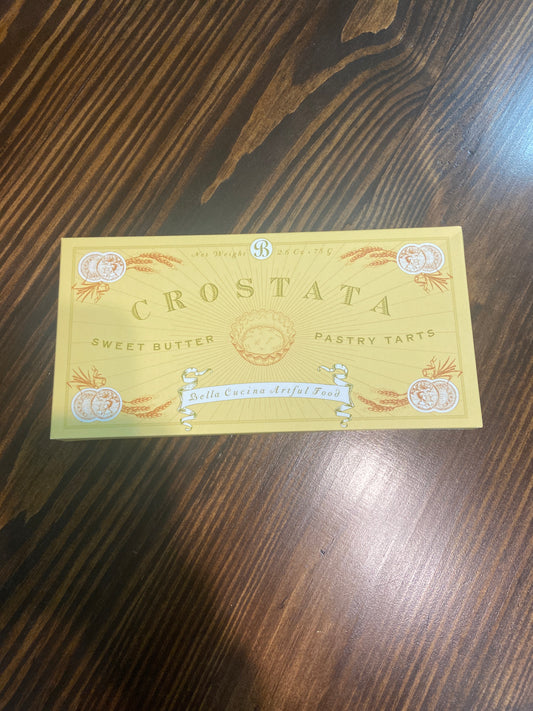 Net Weight B 2.6 Oz • 75 G
CROSTATA
SWEET BUTTER PASTRY TARTS
Bella Cucina Artful Food